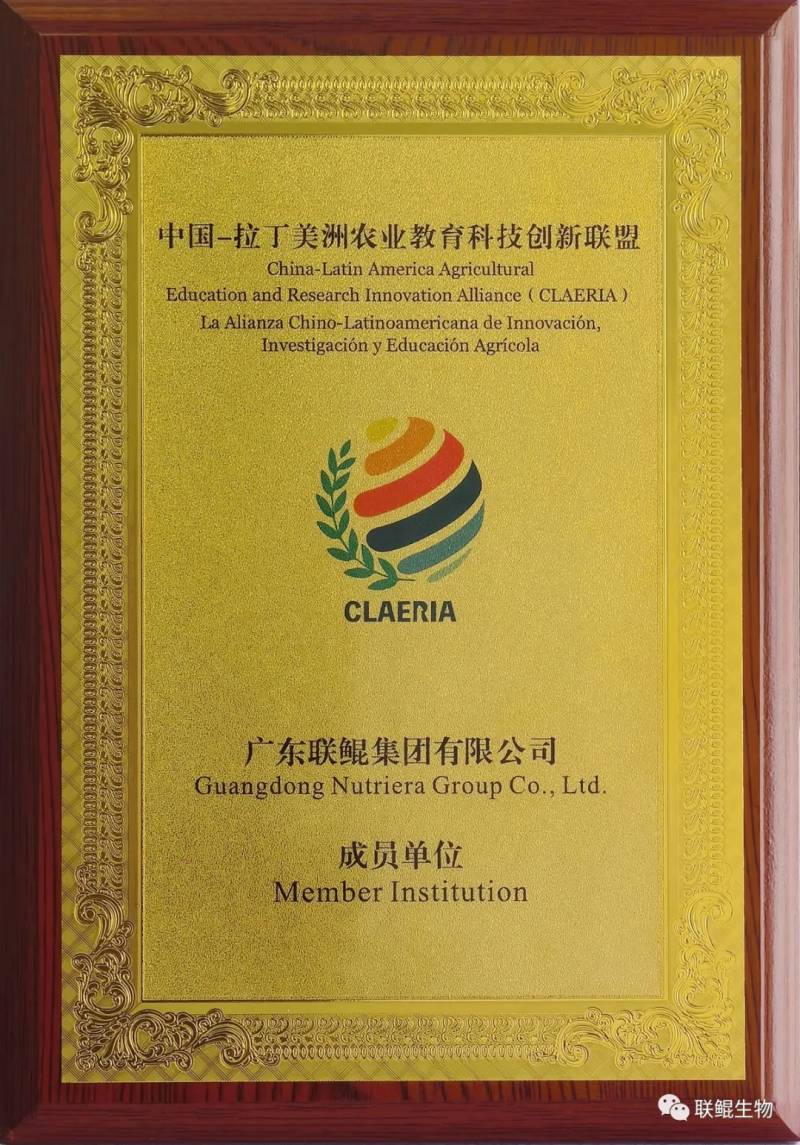 中国-拉丁美洲农业教育科技创新联盟
China-Latin America Agricultural
Education and Research Innovation Alliance（CLAERIA）
La Alianza Chino-Latinoamericana de Innovación,
Investigación y Educación Agrícola
CLAERIA
广东联鲲集团有限公司
Guangdong Nutriera Group Co., Ltd.
成员单位
Member Institution
联鲲生物